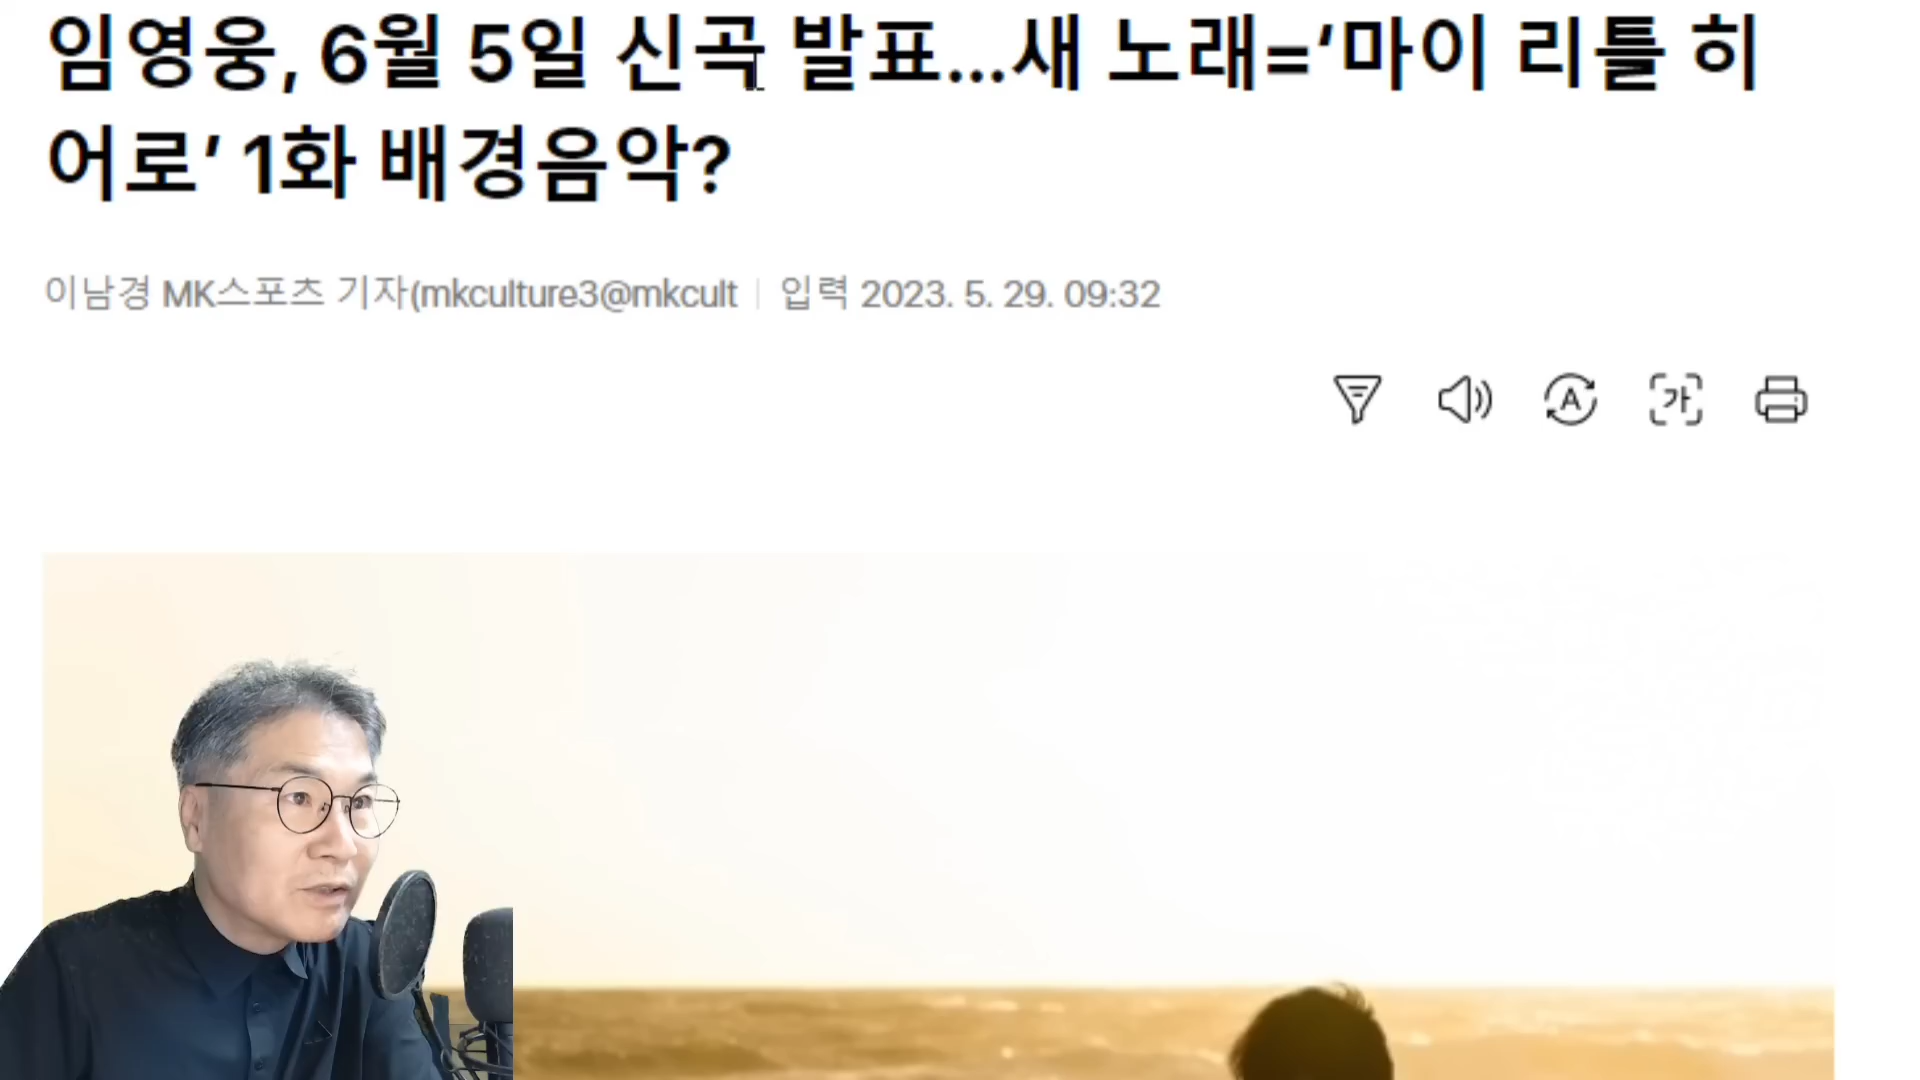 임영웅, 6월 5일 신곡 발표...새 노래=‘마이 리틀 히
어로’ 1화 배경음악?
이남경 MK스포츠 기자(mkculture3@mkcult 입력 2023. 5. 29. 09:32
A 가